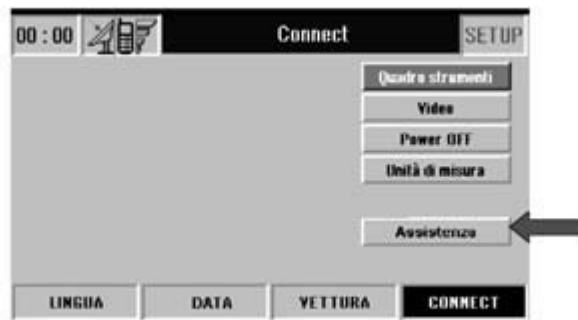 00 : 00 Connect SETUP
Quadro strumenti
Video
Power OFF
Unità di misura
Assistenza
LINGUA DATA VETTURA CONNECT